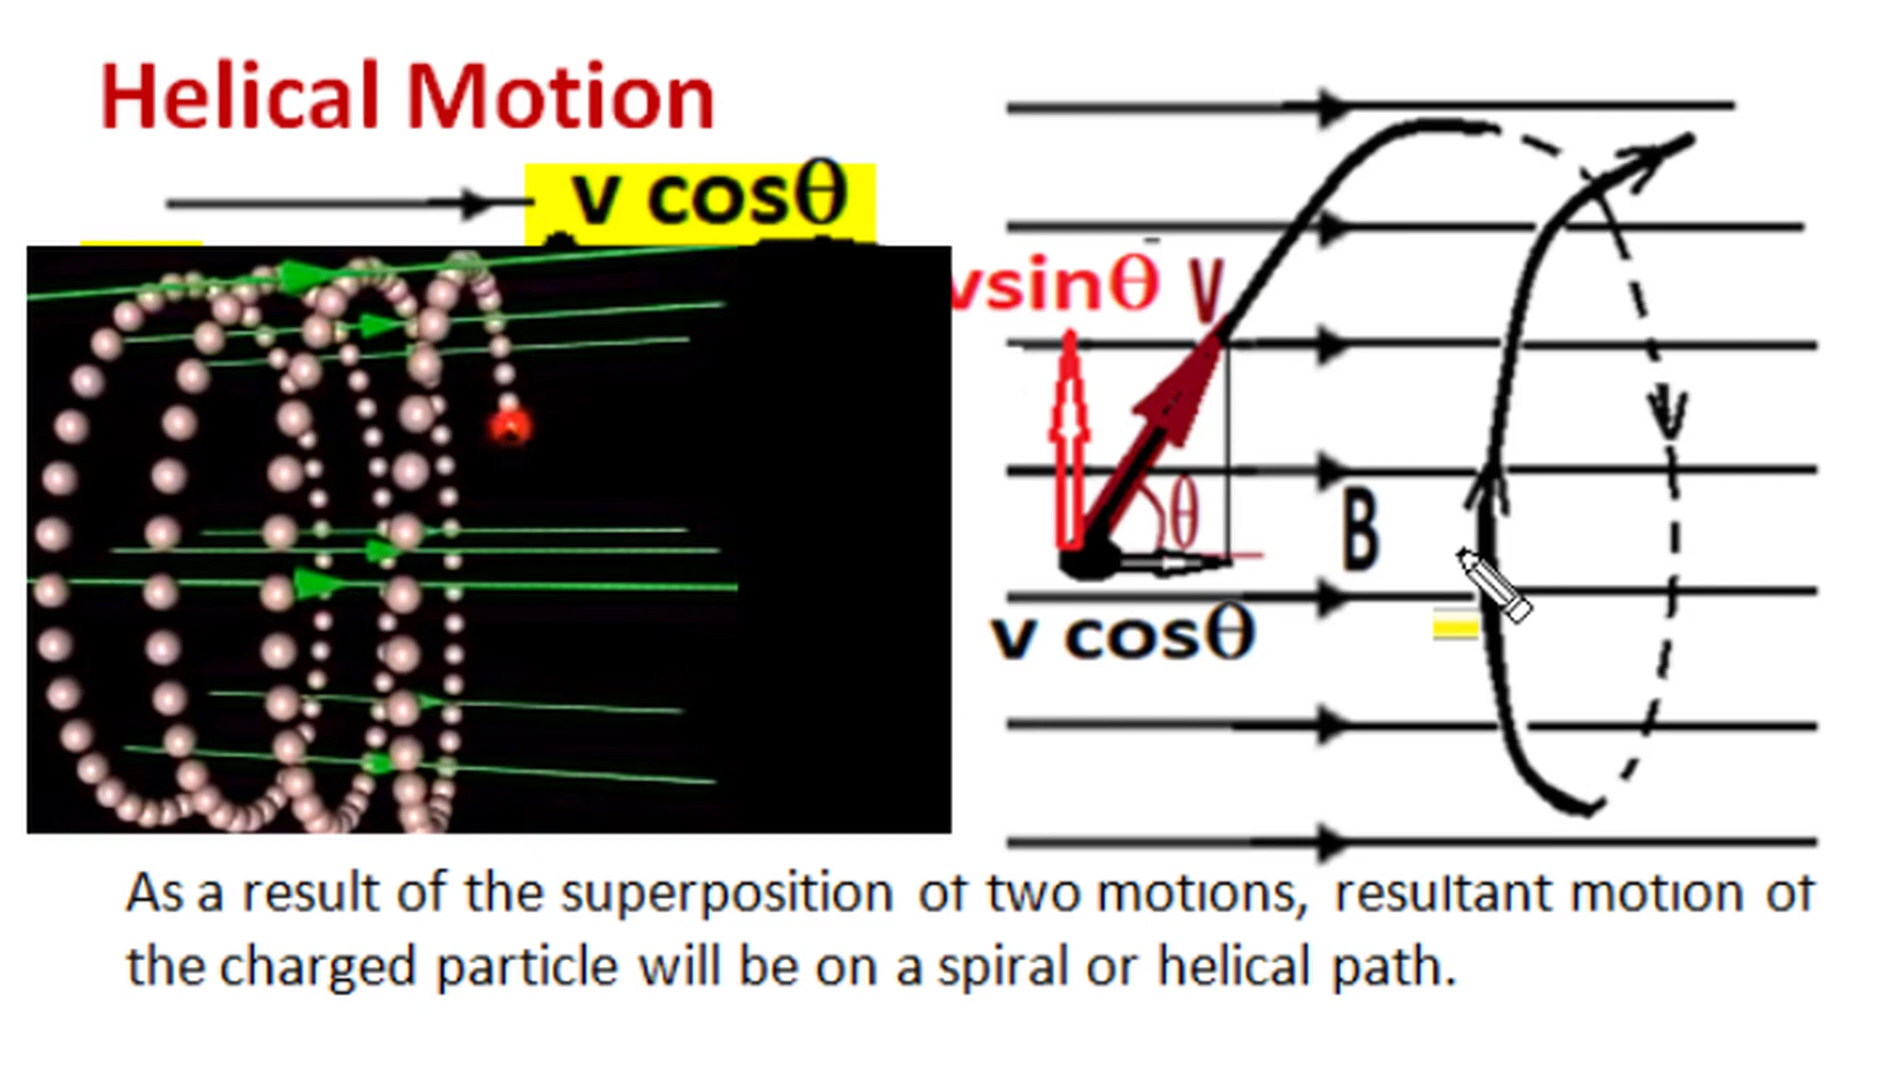 Helical Motion
v cosθ
vsinθ
V
θ
B
v cosθ
As a result of the superposition of two motions, resultant motion of
the charged particle will be on a spiral or helical path.